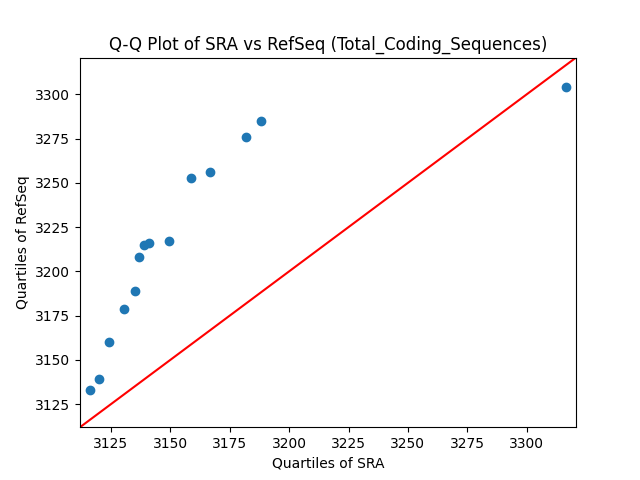 Q-Q Plot of SRA vs RefSeq (Total_Coding_Sequences)
Quartiles of RefSeq
3300
3275
3250
3225
3200
3175
3150
3125
3125 3150 3175 3200 3225 3250 3275 3300
Quartiles of SRA